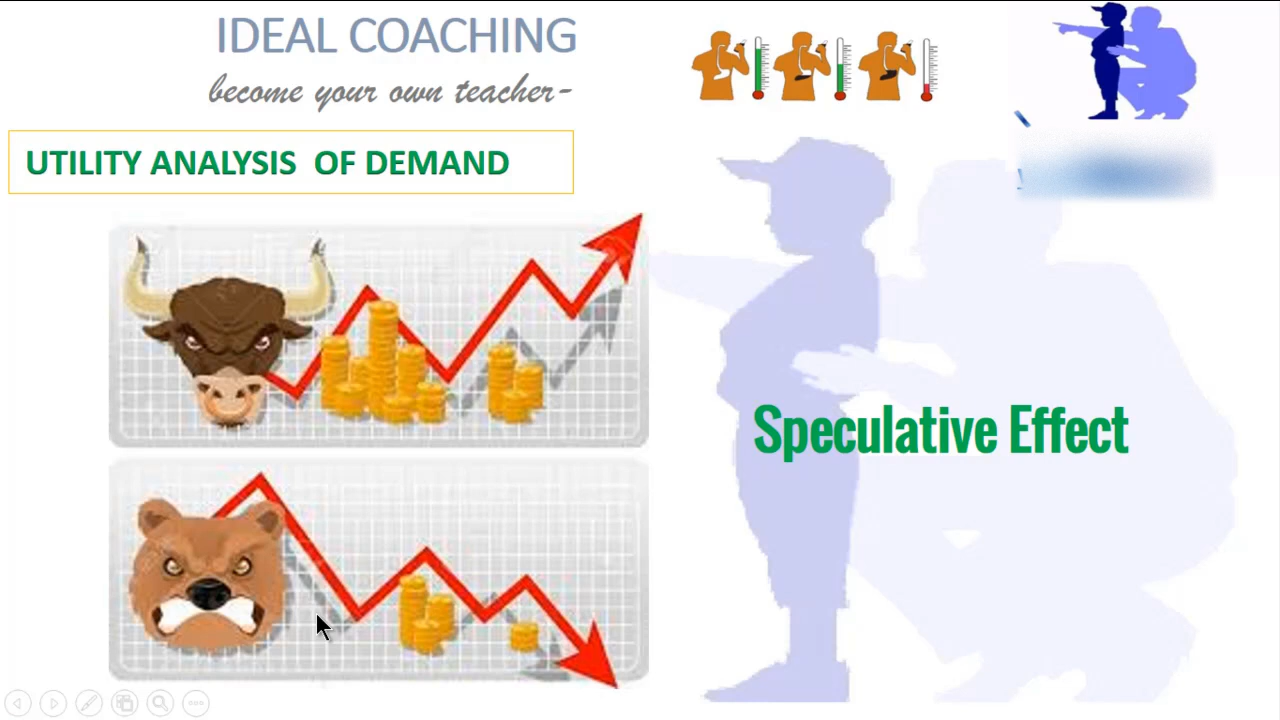 IDEAL COACHING
become your own teacher-
UTILITY ANALYSIS OF DEMAND
Speculative Effect